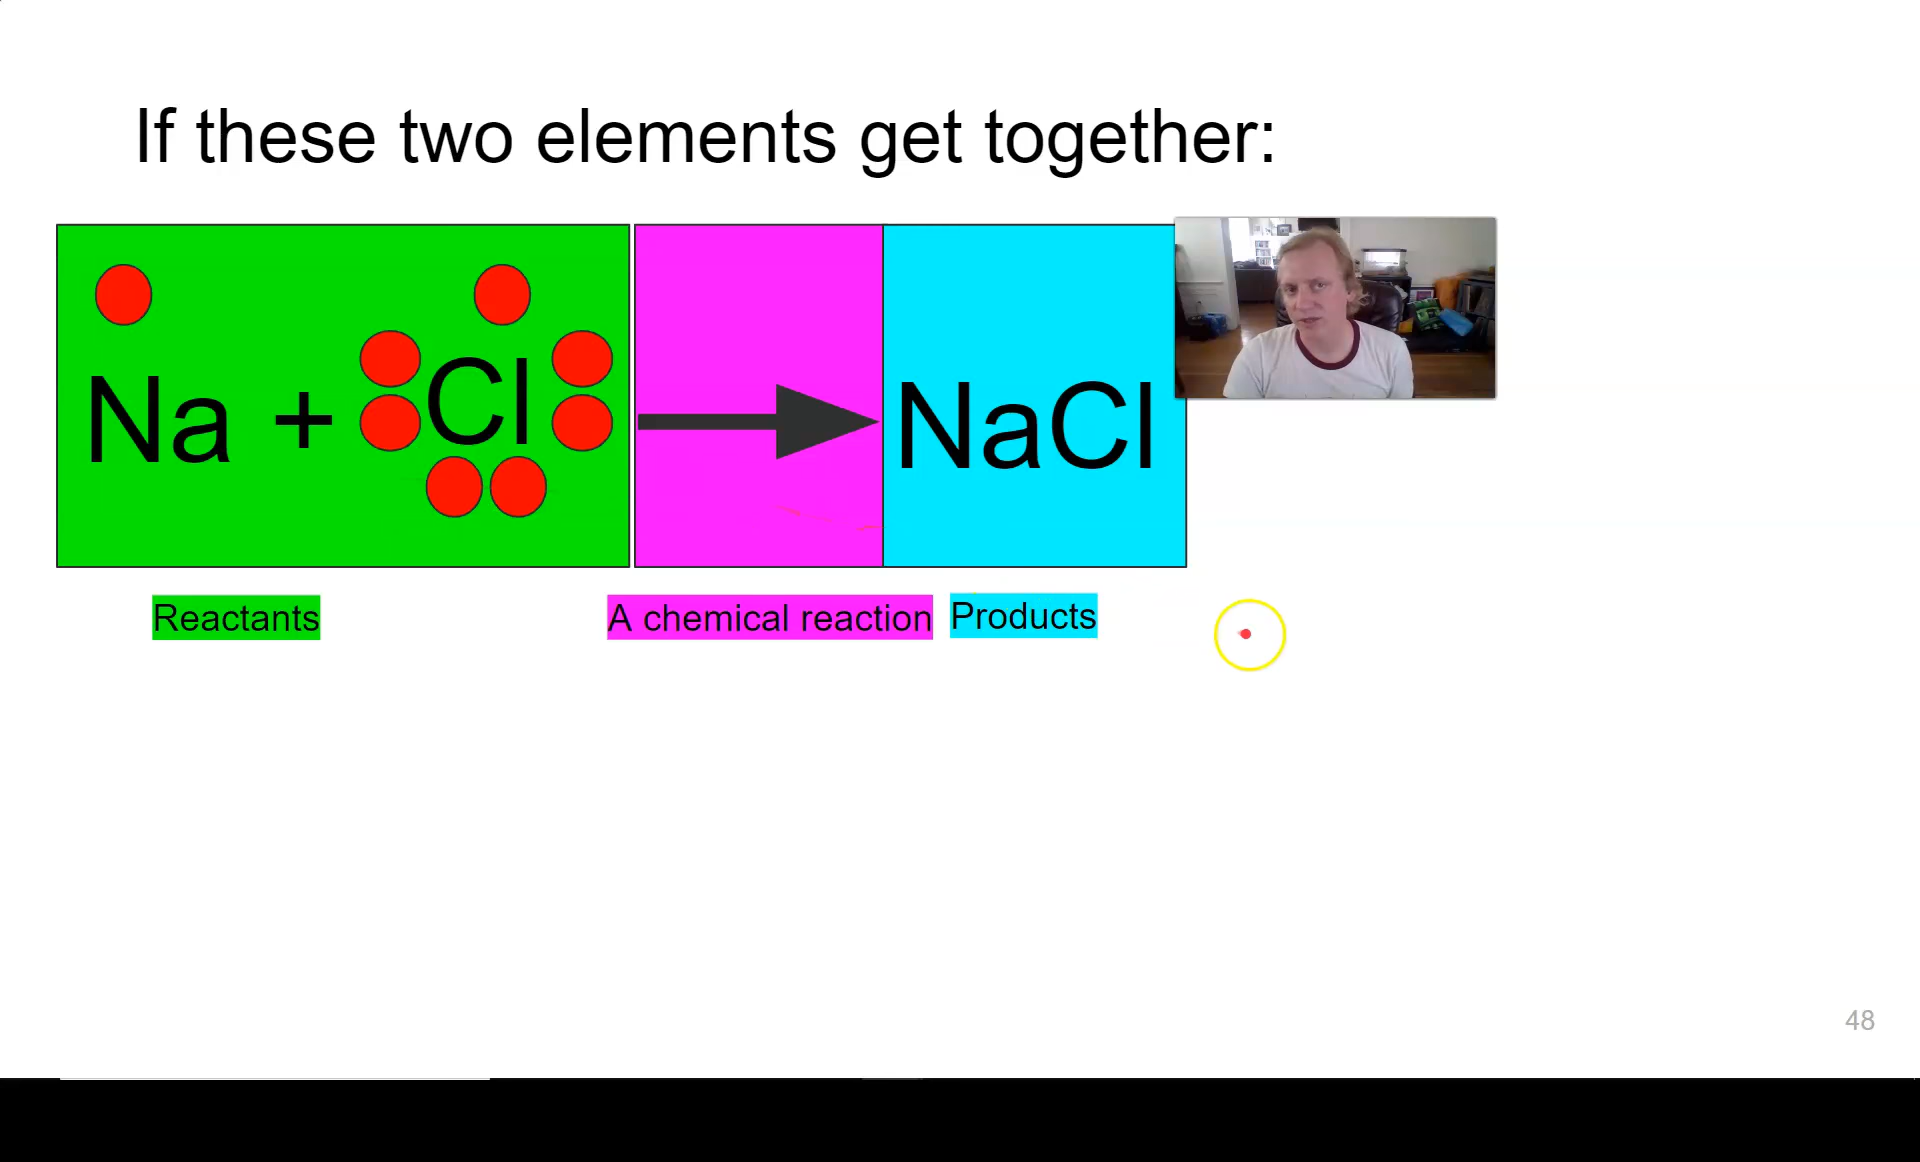 If these two elements get together:
Na + Cl NaCl
Reactants A chemical reaction Products
48